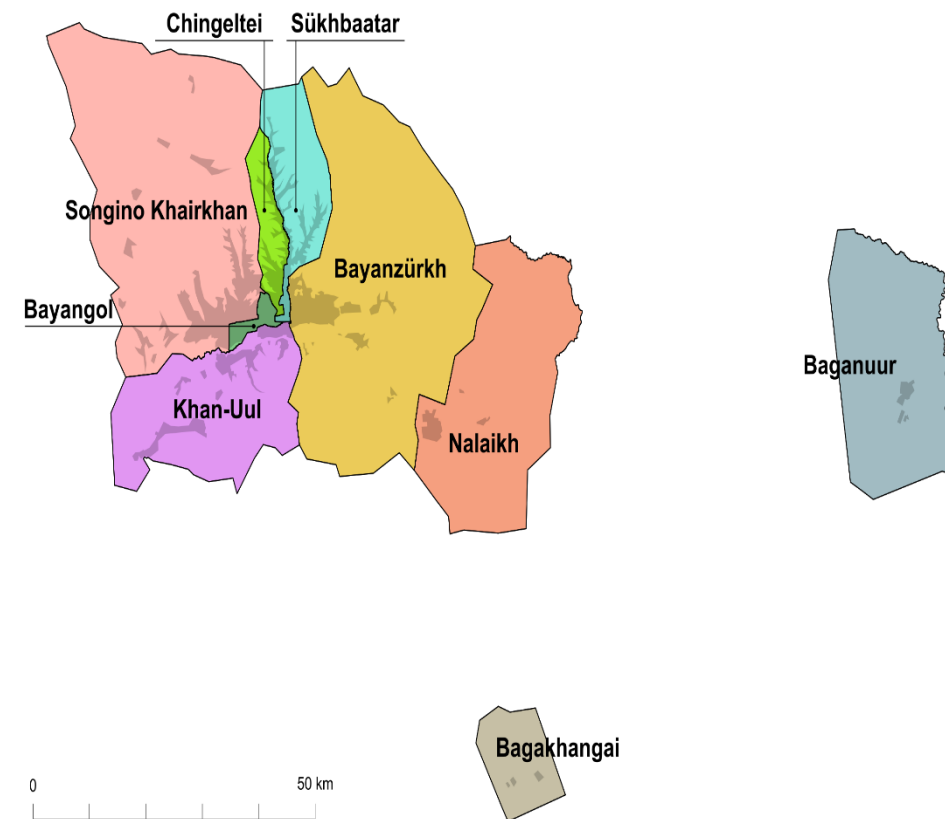 Chingeltei
Sükhbaatar
Songino Khairkhan
Bayanzürkh
Bayangol
Baganuur
Khan-Uul
Nalaikh
Bagakhangai
0
50 km